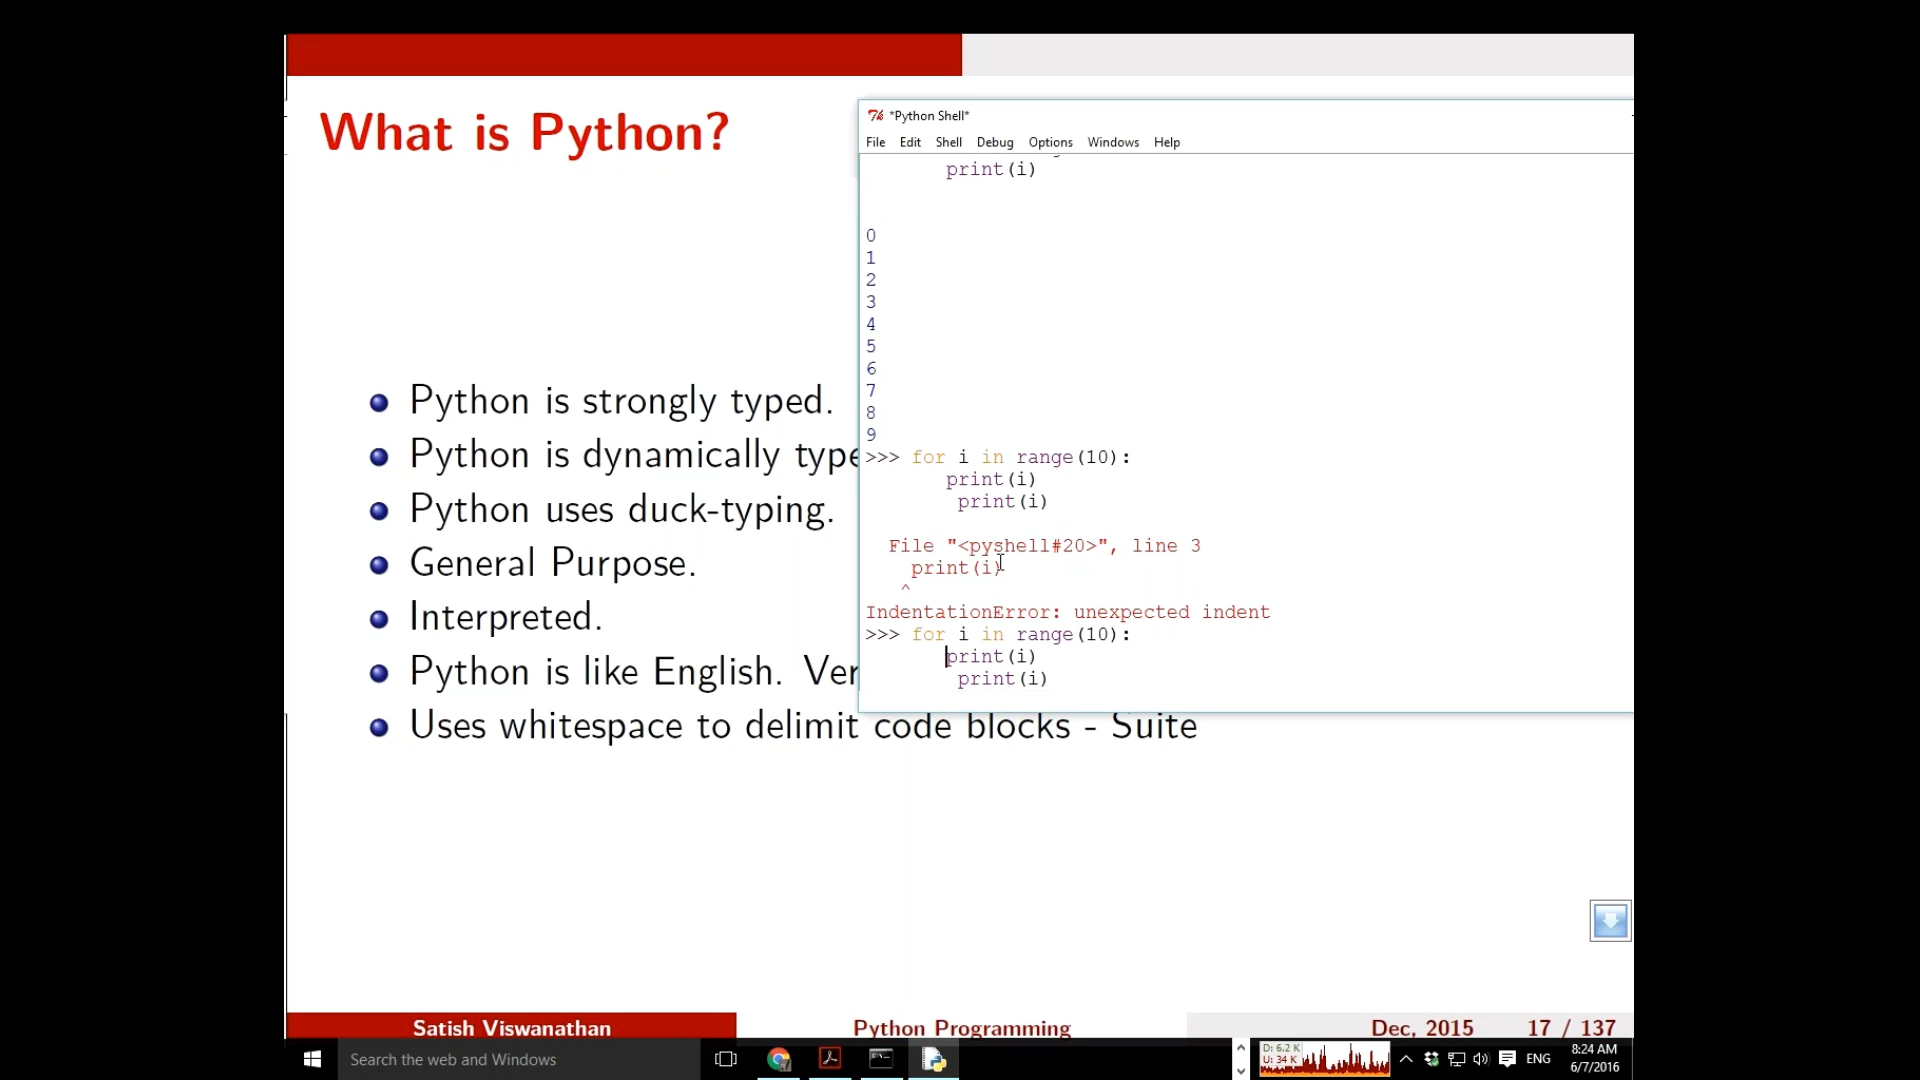 What is Python?
Python is strongly typed.
Python is dynamically type
Python uses duck-typing.
General Purpose.
Interpreted.
Python is like English. Ver
Uses whitespace to delimit code blocks - Suite
*Python Shell*
File Edit Shell Debug Options Windows Help
print(i)
0
1
2
3
4
5
6
7
8
9
>>> for i in range(10):
print(i)
print(i)
File "<pyshell#20>", line 3
print(i)
^
IndentationError: unexpected indent
>>> for i in range(10):
print(i)
print(i)
Satish Viswanathan Python Programming Dec, 2015 17 / 137
Search the web and Windows
D: 6.2 K
U: 34 K
ENG
8:24 AM
6/7/2016